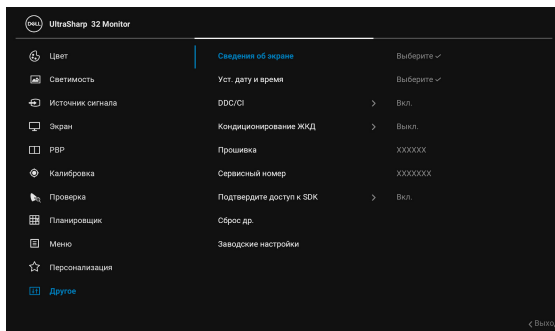 DELL UltraSharp 32 Monitor
Цвет Сведения об экране Выберите ✓
Светимость Уст. дату и время Выберите ✓
Источник сигнала DDC/CI > Вкл.
Экран Кондиционирование ЖКД > Выкл.
PBP Прошивка XXXXXX
Калибровка Сервисный номер XXXXXXX
Проверка Подтвердите доступ к SDK > Вкл.
Планировщик Сброс др.
Меню Заводские настройки
Персонализация
Другое
< Выхо